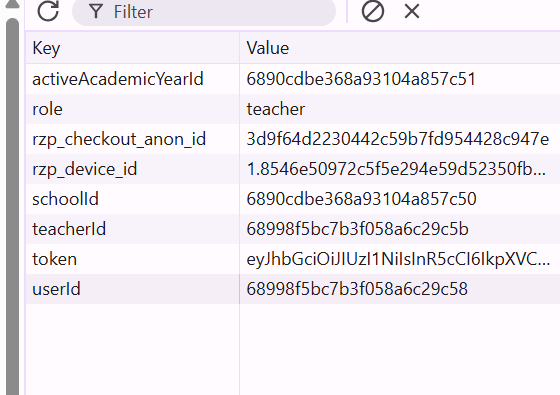 Filter
Key Value
activeAcademicYearId 6890cdbe368a93104a857c51
role teacher
rzp_checkout_anon_id 3d9f64d2230442c59b7fd954428c947e
rzp_device_id 1.8546e50972c5f5e294e59d52350fb...
schoolId 6890cdbe368a93104a857c50
teacherId 68998f5bc7b3f058a6c29c5b
token eyJhbGciOiJIUzI1NiIsInR5cCI6IkpXVC...
userId 68998f5bc7b3f058a6c29c58